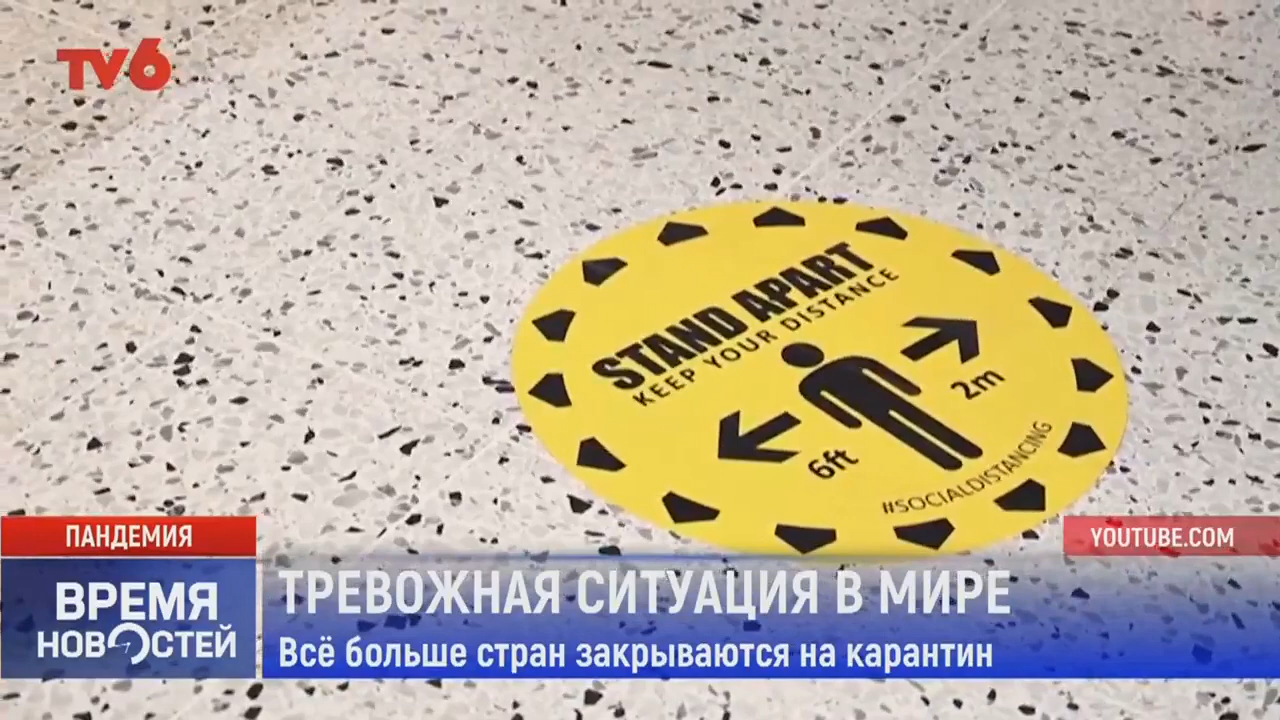 TV6
STAND APART
KEEP YOUR DISTANCE
2m
6ft
#SOCIALDISTANCING
ПАНДЕМИЯ
YOUTUBE.COM
ВРЕМЯ
НОВОСТЕЙ
ТРЕВОЖНАЯ СИТУАЦИЯ В МИРЕ
Всё больше стран закрываются на карантин